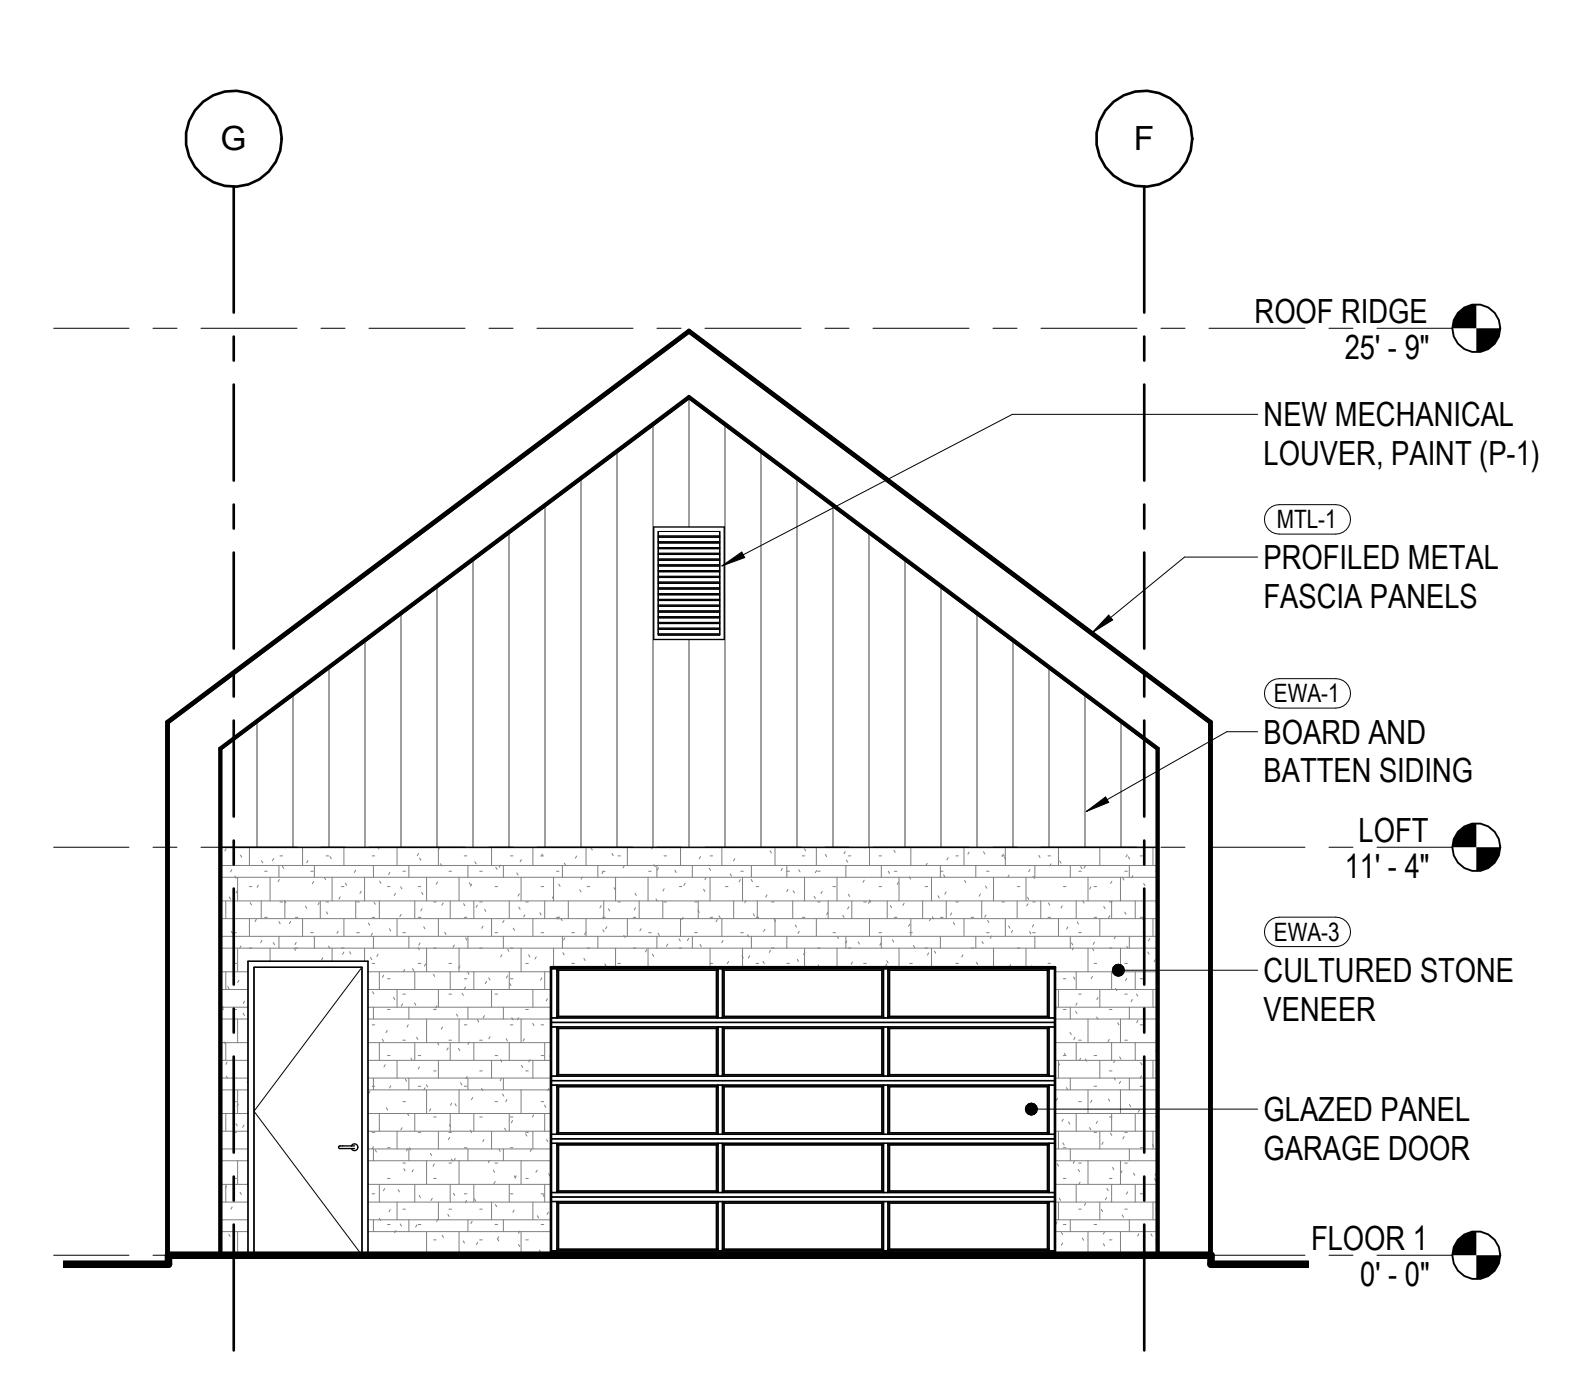 G
F
ROOF RIDGE
25' - 9"
NEW MECHANICAL
LOUVER, PAINT (P-1)
MTL-1
PROFILED METAL
FASCIA PANELS
EWA-1
BOARD AND
BATTEN SIDING
LOFT
11' - 4"
EWA-3
CULTURED STONE
VENEER
GLAZED PANEL
GARAGE DOOR
FLOOR 1
0' - 0"